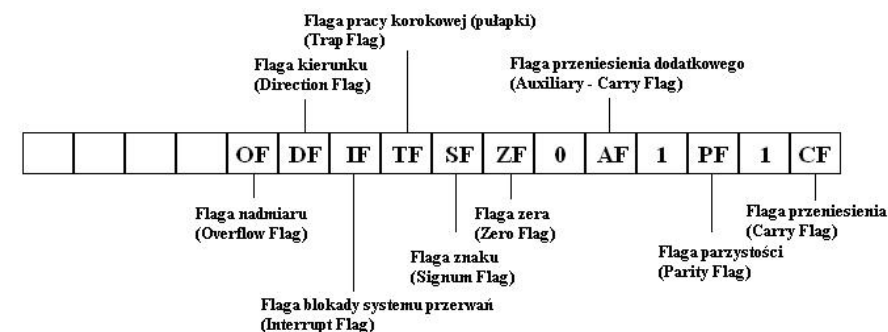 Flaga pracy korokowej (pułapki)
(Trap Flag)
Flaga kierunku
(Direction Flag)
Flaga przeniesienia dodatkowego
(Auxiliary - Carry Flag)
OF DF IF TF SF ZF 0 AF 1 PF 1 CF
Flaga nadmiaru
(Overflow Flag)
Flaga zera
(Zero Flag)
Flaga przeniesienia
(Carry Flag)
Flaga znaku
(Signum Flag)
Flaga parzystości
(Parity Flag)
Flaga blokady systemu przerwań
(Interrupt Flag)